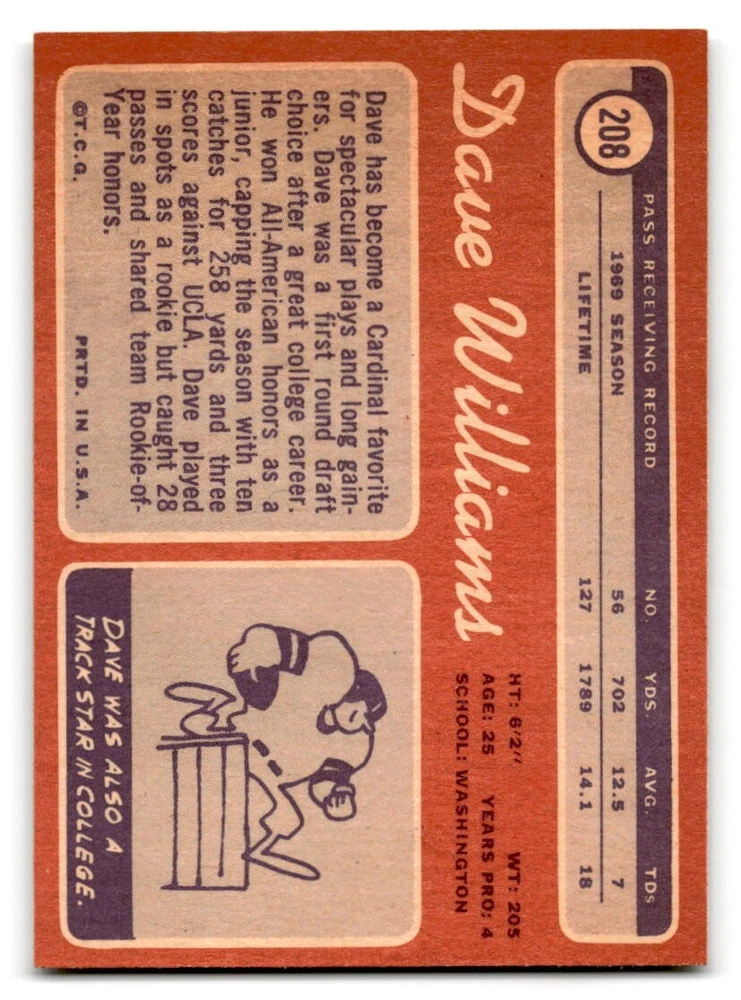 208
PASS RECEIVING RECORD NO. YDS. AVG. TDs
1969 SEASON 56 702 12.5 7
LIFETIME 127 1789 14.1 18
Dave Williams
HT: 6'2" WT: 205
AGE: 25 YEARS PRO: 4
SCHOOL: WASHINGTON
Dave has become a Cardinal favorite
for spectacular plays and long gain-
ers. Dave was a first round draft
choice after a great college career.
He won All-American honors as a
junior, capping the season with ten
catches for 258 yards and three
scores against UCLA. Dave played
in spots as a rookie but caught 28
passes and shared team Rookie-of-
Year honors.
©T.C.G. PRTD. IN U.S.A.
DAVE WAS ALSO A
TRACK STAR IN COLLEGE.